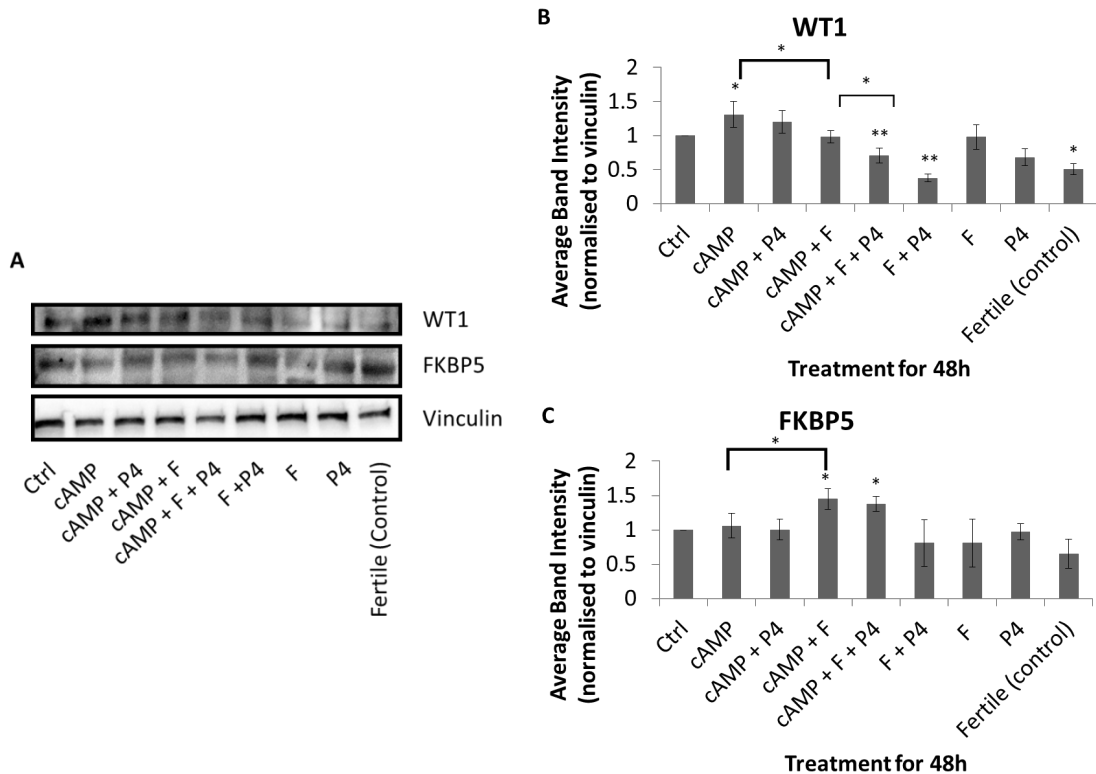 A
WT1
FKBP5
Vinculin
Ctrl
cAMP
cAMP + P4
cAMP + F
cAMP + F + P4
F +P4
F
P4
Fertile (Control)
B
WT1
Average Band Intensity
(normalised to vinculin)
2
1.5
1
0.5
0
*
*
*
**
**
*
Ctrl
cAMP
cAMP + P4
cAMP + F
cAMP + F + P4
F + P4
F
P4
Fertile (control)
Treatment for 48h
C
FKBP5
Average Band Intensity
(normalised to vinculin)
2
1.5
1
0.5
0
*
*
*
Ctrl
cAMP
cAMP + P4
cAMP + F
cAMP + F + P4
F + P4
F
P4
Fertile (control)
Treatment for 48h